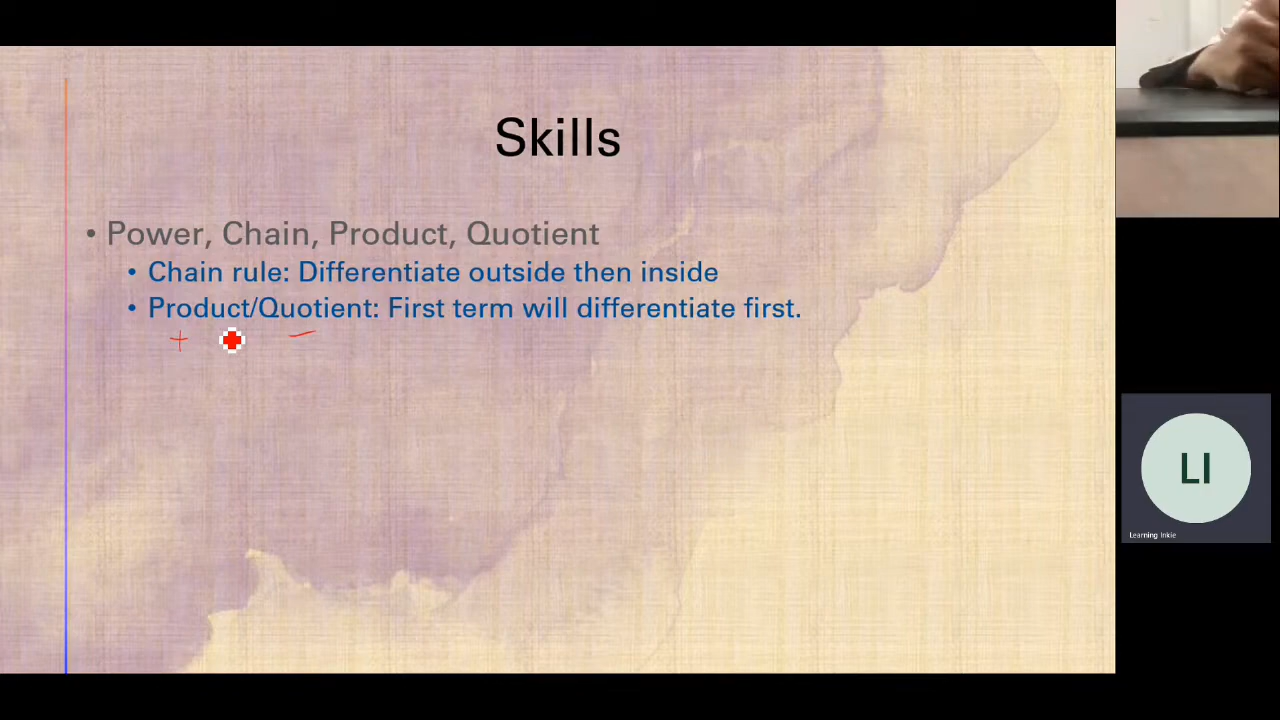 Skills
• Power, Chain, Product, Quotient
• Chain rule: Differentiate outside then inside
• Product/Quotient: First term will differentiate first.
+ −
LI
Learning Inkie